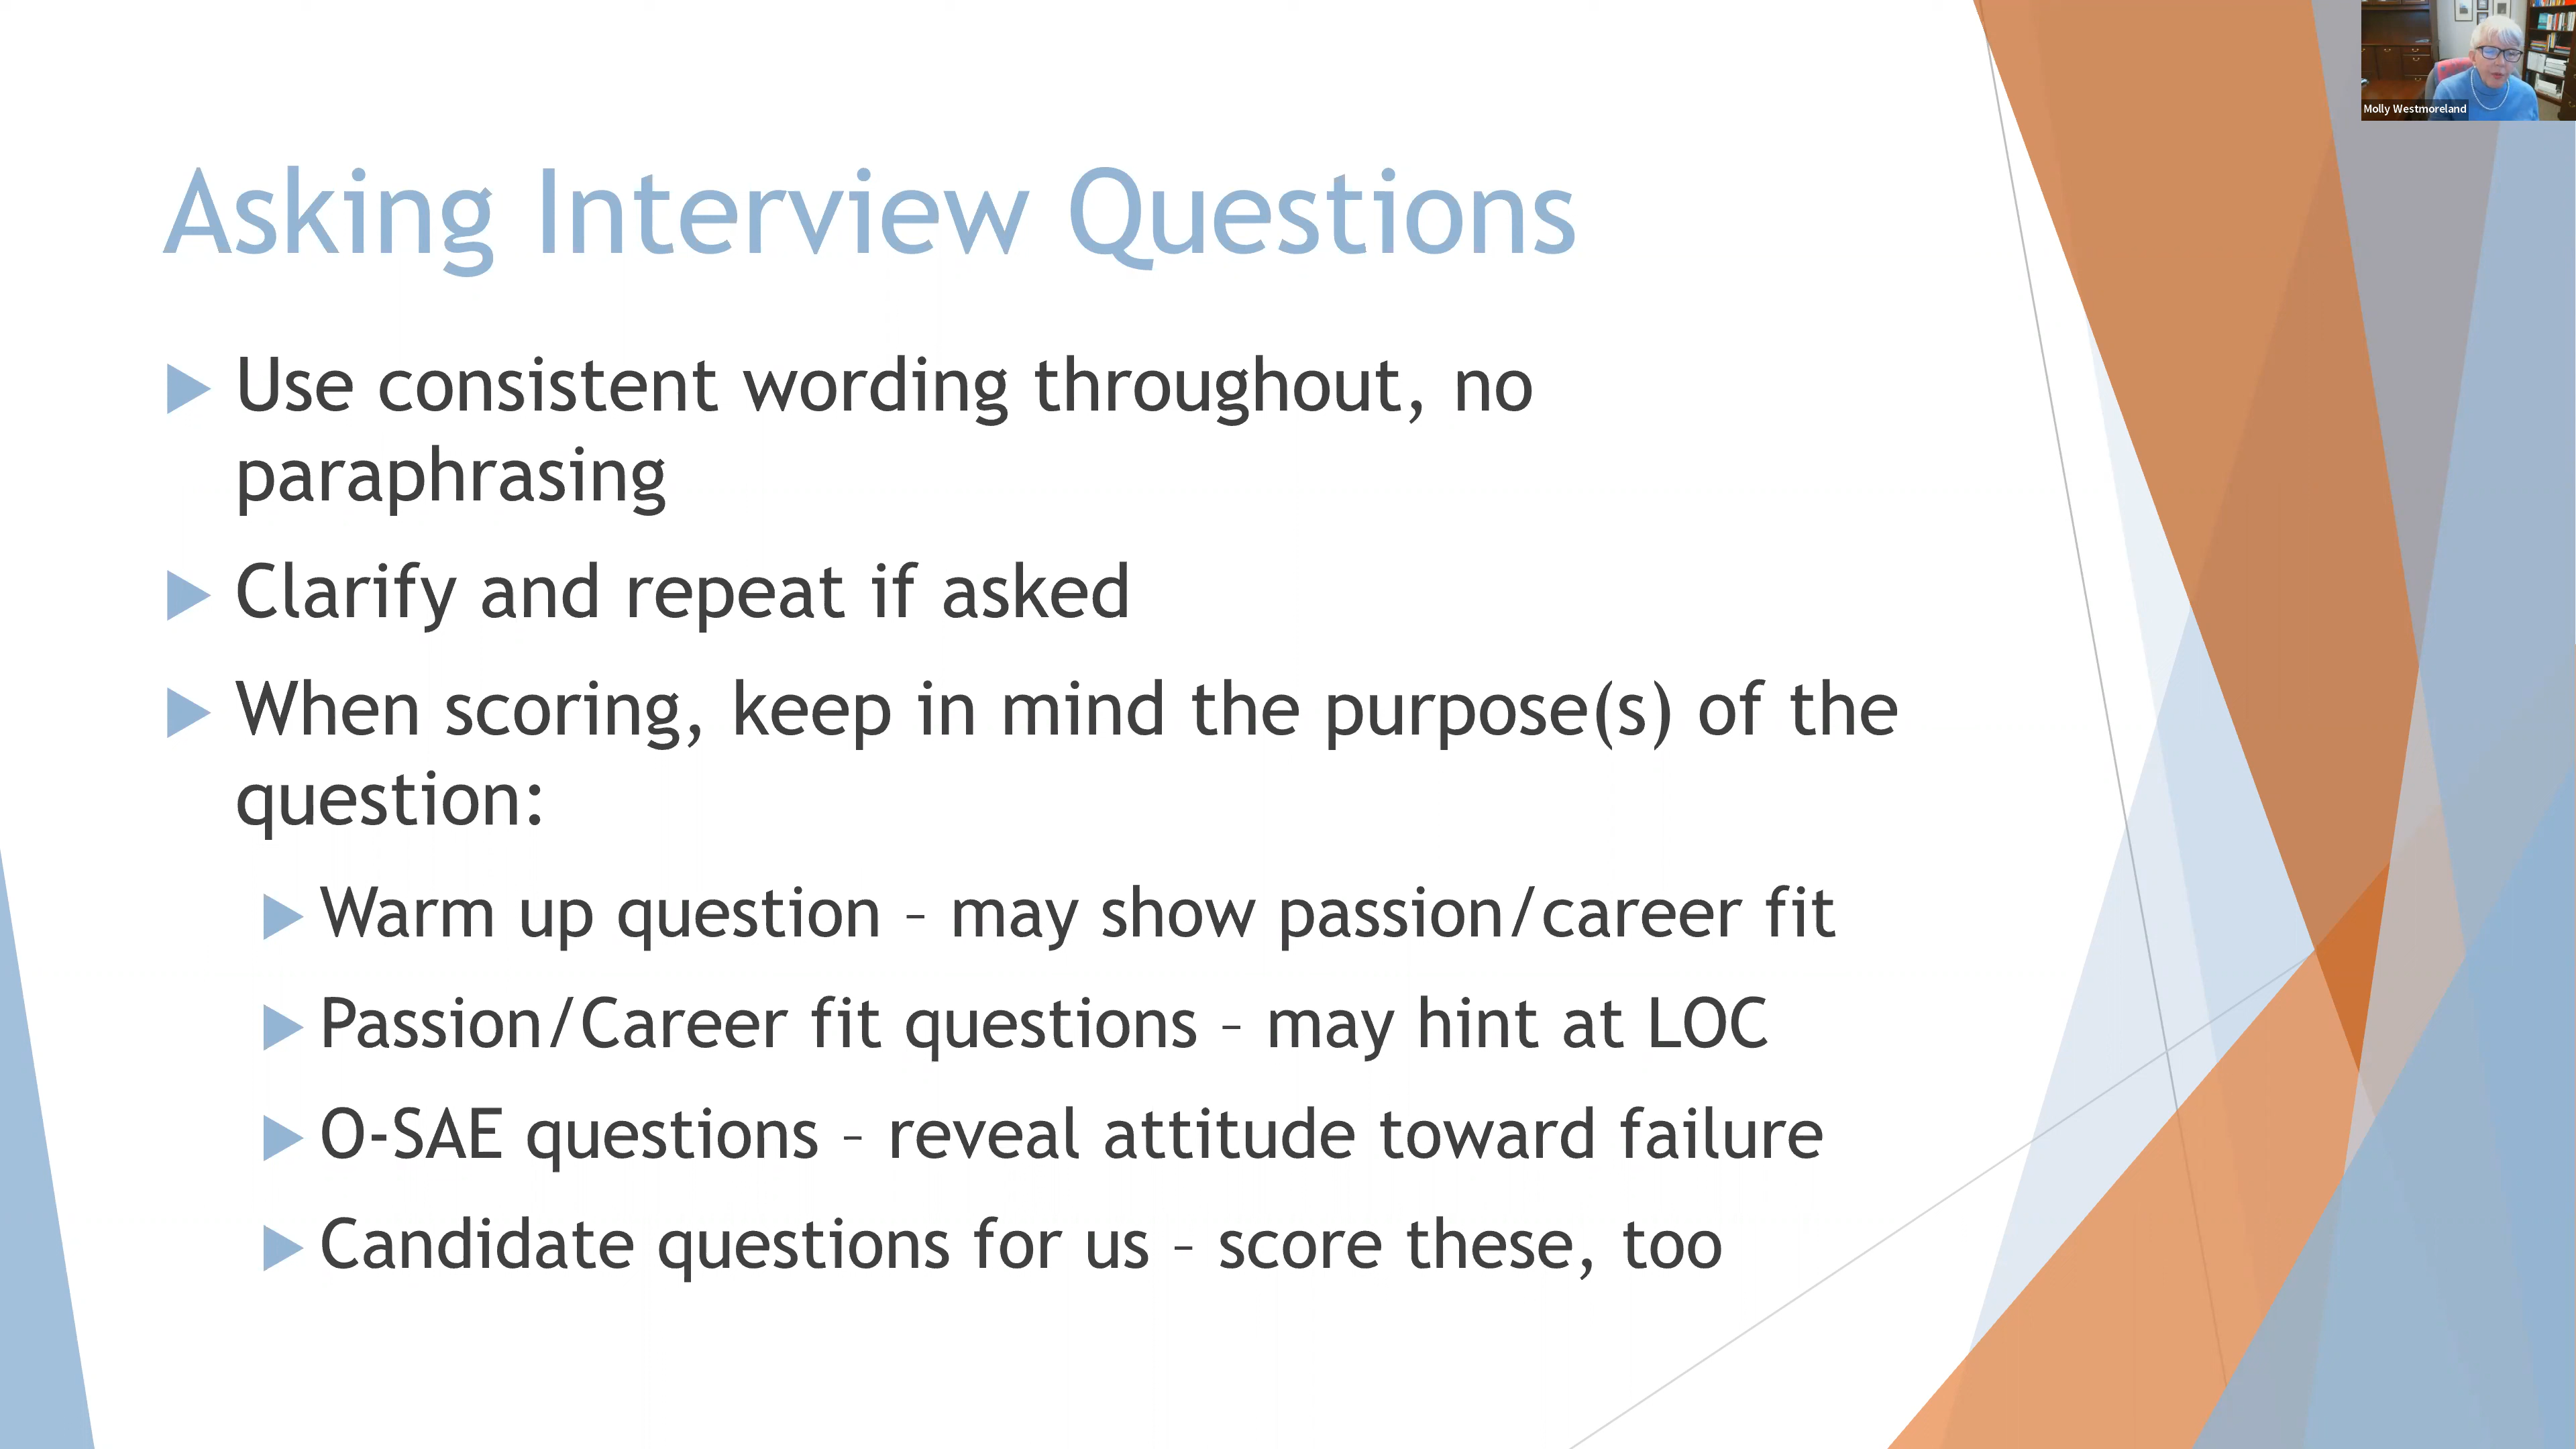 Molly Westmoreland
Asking Interview Questions
Use consistent wording throughout, no
paraphrasing
Clarify and repeat if asked
When scoring, keep in mind the purpose(s) of the
question:
Warm up question – may show passion/career fit
Passion/Career fit questions – may hint at LOC
O-SAE questions – reveal attitude toward failure
Candidate questions for us – score these, too